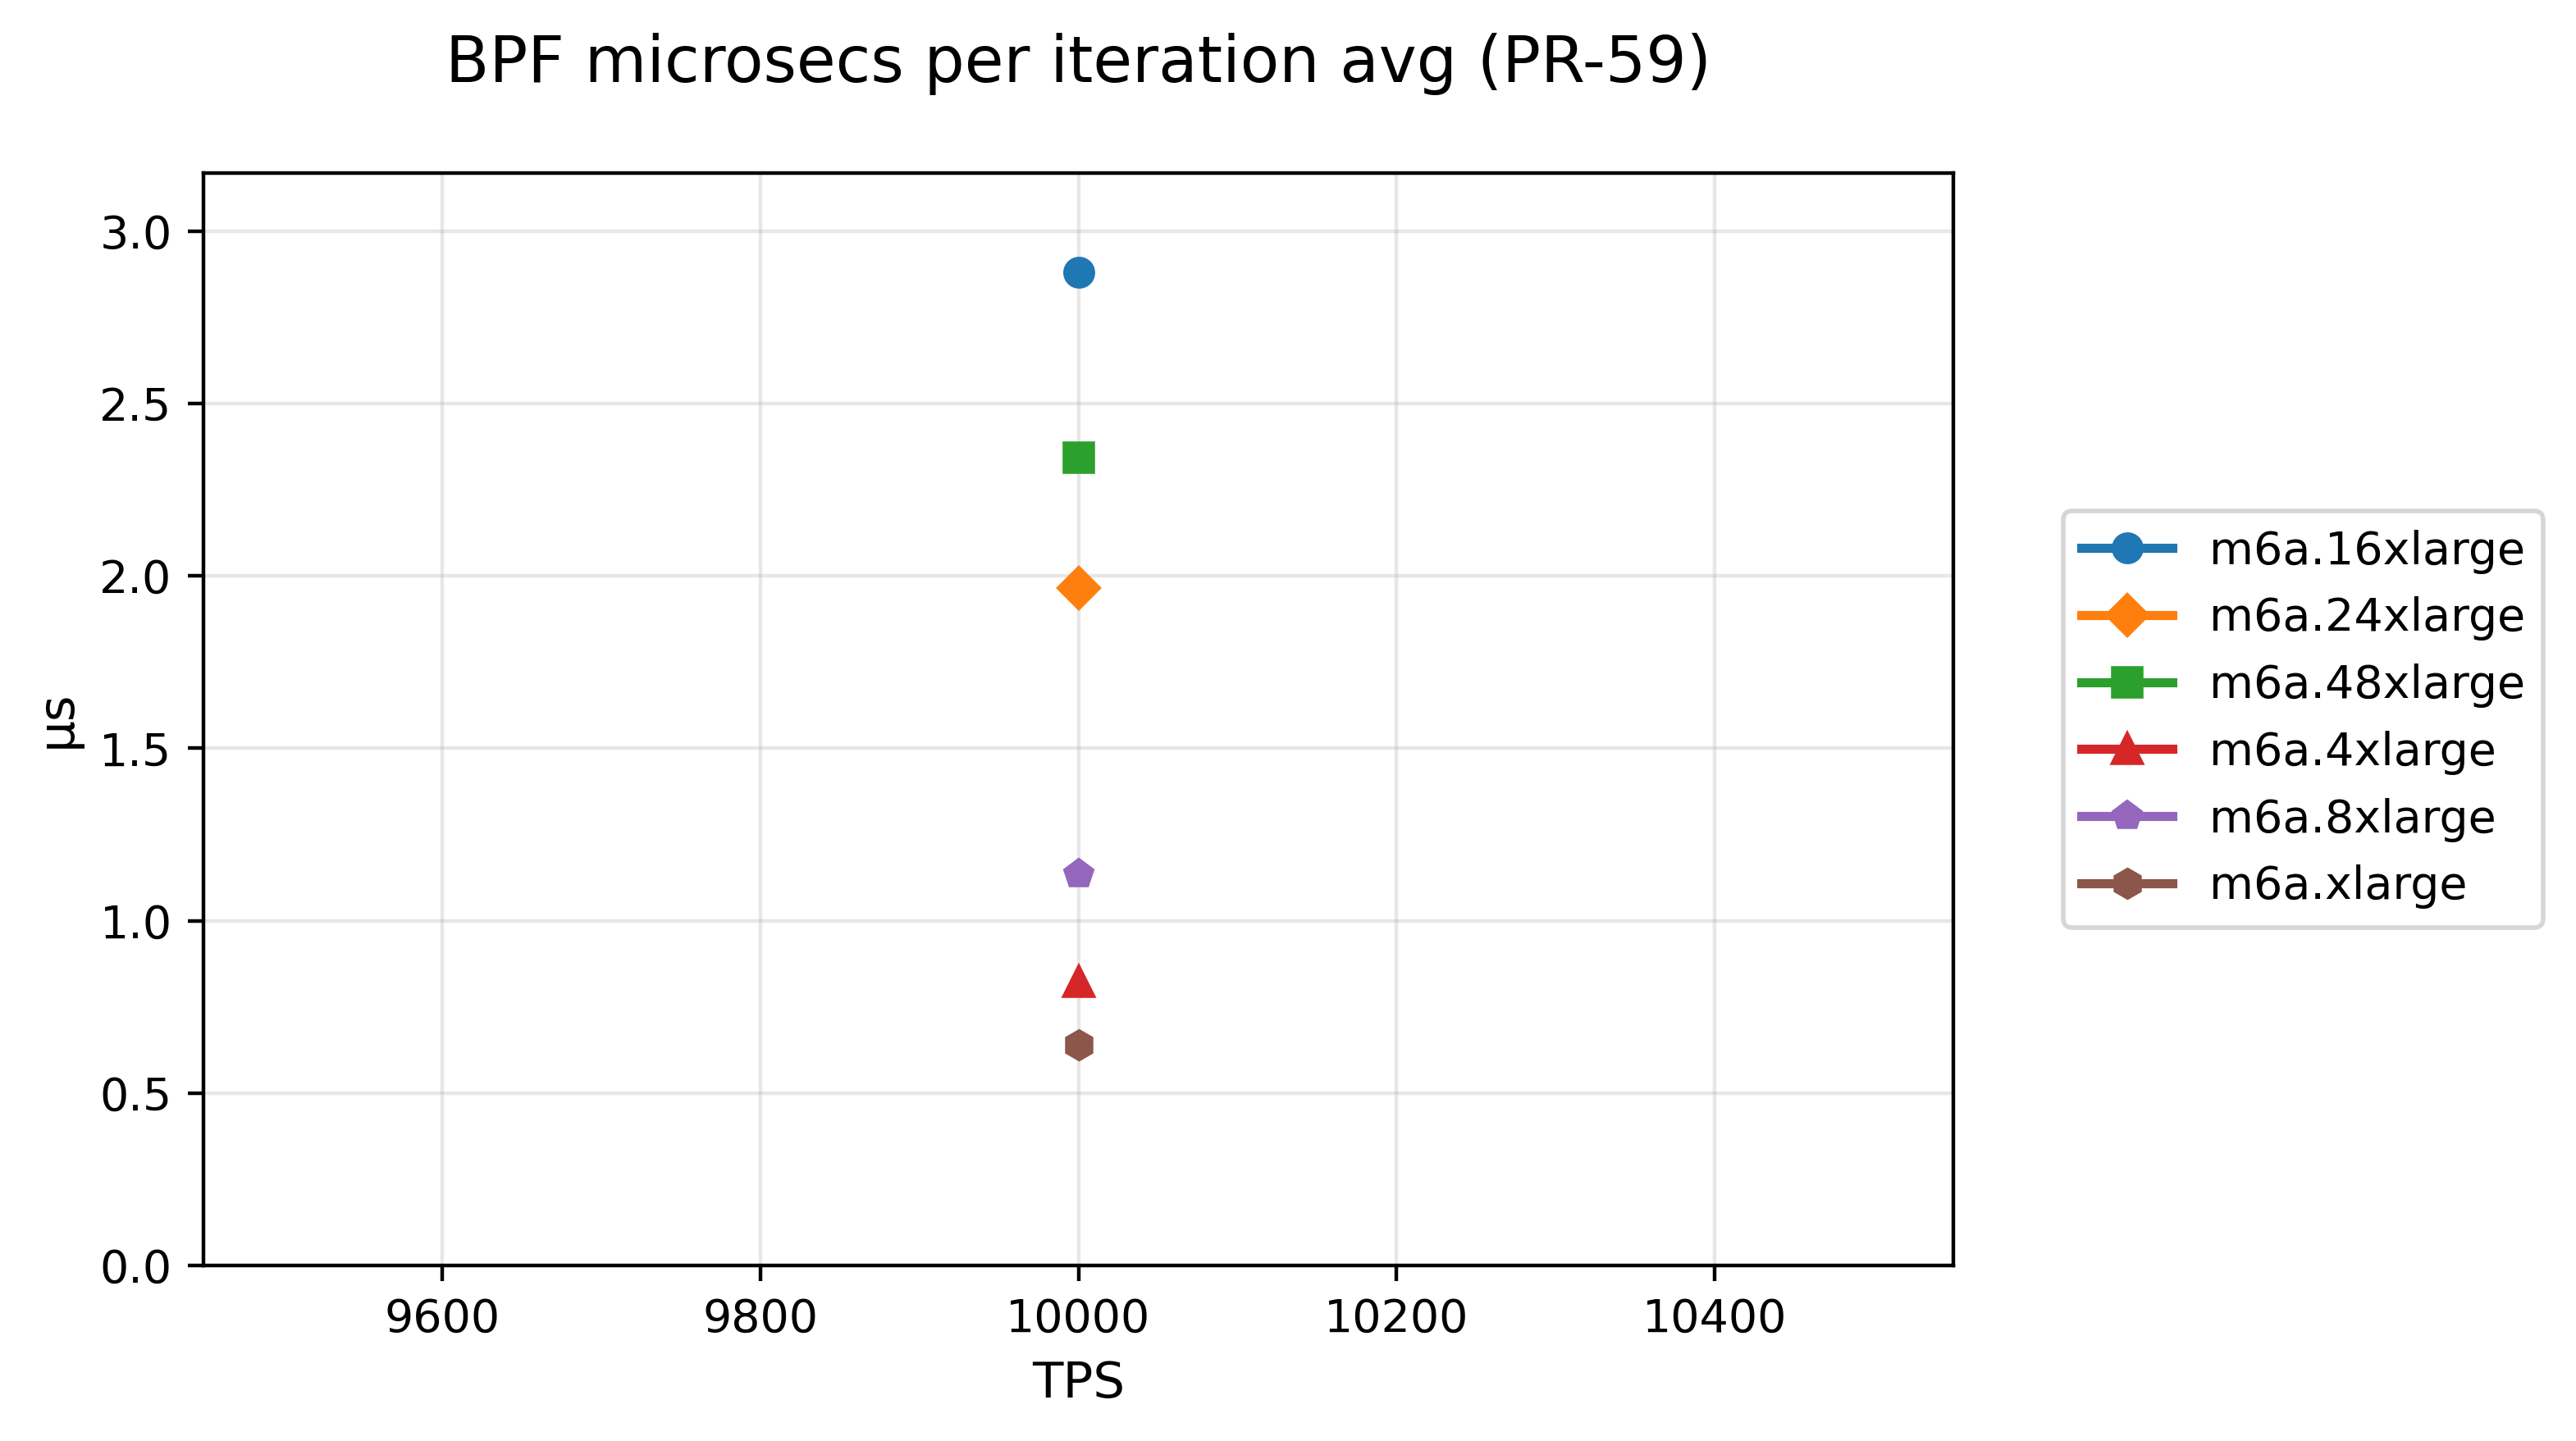 BPF microsecs per iteration avg (PR-59)
3.0
2.5
2.0
1.5
1.0
0.5
0.0
µs
9600 9800 10000 10200 10400
TPS
m6a.16xlarge
m6a.24xlarge
m6a.48xlarge
m6a.4xlarge
m6a.8xlarge
m6a.xlarge